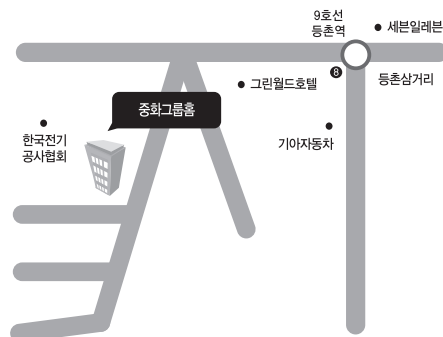 9호선
등촌역
세븐일레븐
8
등촌삼거리
그린월드호텔
중화그룹홈
기아자동차
한국전기
공사협회